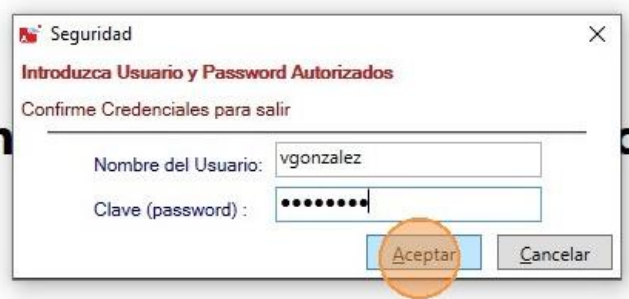 Seguridad
Introduzca Usuario y Password Autorizados
Confirme Credenciales para salir
Nombre del Usuario: vgonzalez
Clave (password) : ●●●●●●●●
Aceptar Cancelar